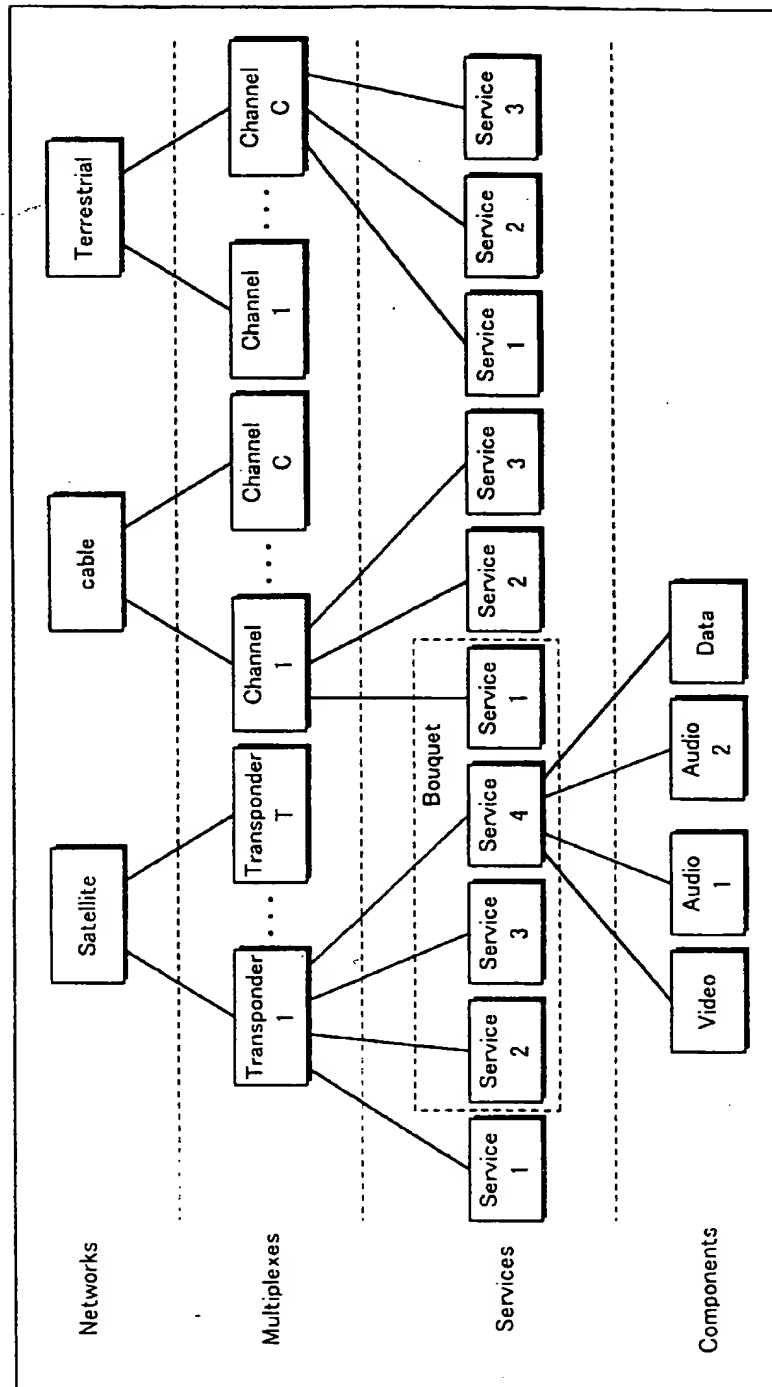 Networks
Satellite
cable
Terrestrial
Multiplexes
Transponder
1
...
Transponder
T
Channel
1
...
Channel
C
Channel
1
...
Channel
C
Services
Bouquet
Service
1
Service
2
Service
3
Service
4
Service
1
Service
2
Service
3
Service
1
Service
2
Service
3
Components
Video
Audio
1
Audio
2
Data